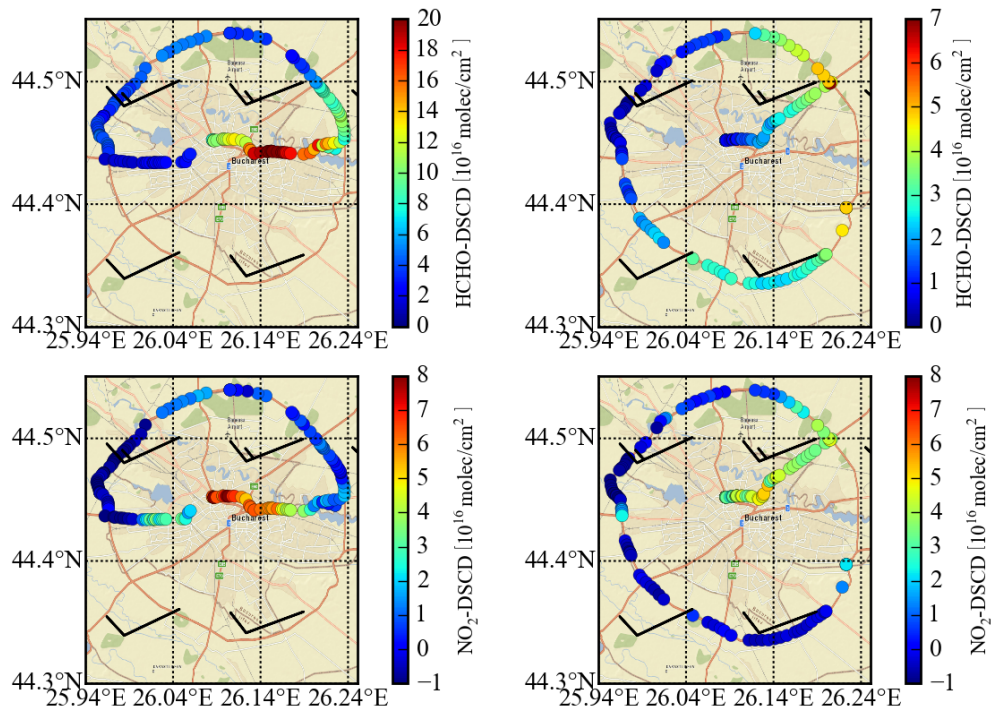 20
18
16
14
12
10
8
6
4
2
0
HCHO-DSCD [10^16 molec/cm^2]
44.5°N
44.4°N
44.3°N
25.94°E 26.04°E 26.14°E 26.24°E
Airport
Bucharest
7
6
5
4
3
2
1
0
HCHO-DSCD [10^16 molec/cm^2]
44.5°N
44.4°N
44.3°N
25.94°E 26.04°E 26.14°E 26.24°E
Airport
Bucharest
8
7
6
5
4
3
2
1
0
−1
NO_2-DSCD [10^16 molec/cm^2]
44.5°N
44.4°N
44.3°N
25.94°E 26.04°E 26.14°E 26.24°E
Airport
Bucharest
8
7
6
5
4
3
2
1
0
−1
NO_2-DSCD [10^16 molec/cm^2]
44.5°N
44.4°N
44.3°N
25.94°E 26.04°E 26.14°E 26.24°E
Airport
Bucharest